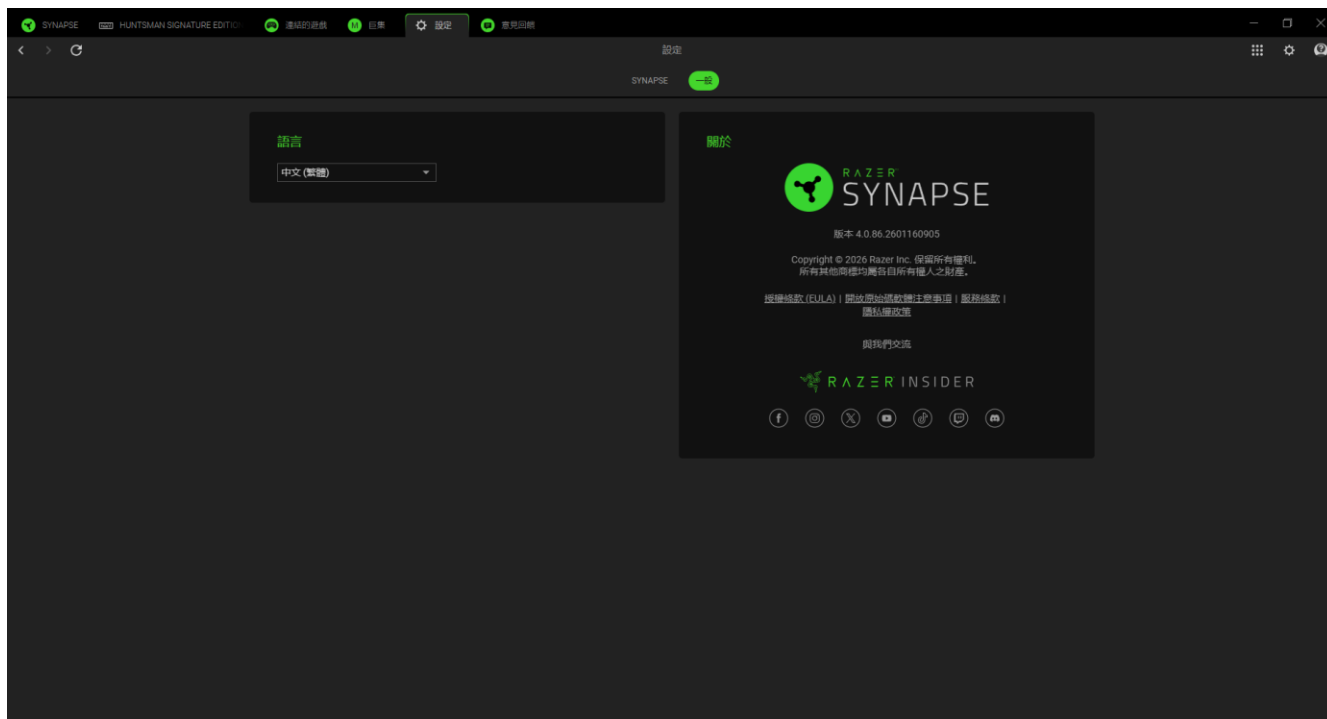 SYNAPSE
HUNTSMAN SIGNATURE EDITIO
連結的遊戲
M
巨集
設定
意見回饋
設定
SYNAPSE
一般
語言
中文 (繁體)
關於
RAZER
SYNAPSE
版本 4.0.86.2601160905
Copyright © 2026 Razer Inc. 保留所有權利。
所有其他商標均屬各自所有權人之財產。
授權條款 (EULA) | 開放原始碼軟體注意事項 | 服務條款 |
隱私權政策
與我們交流
RAZER INSIDER